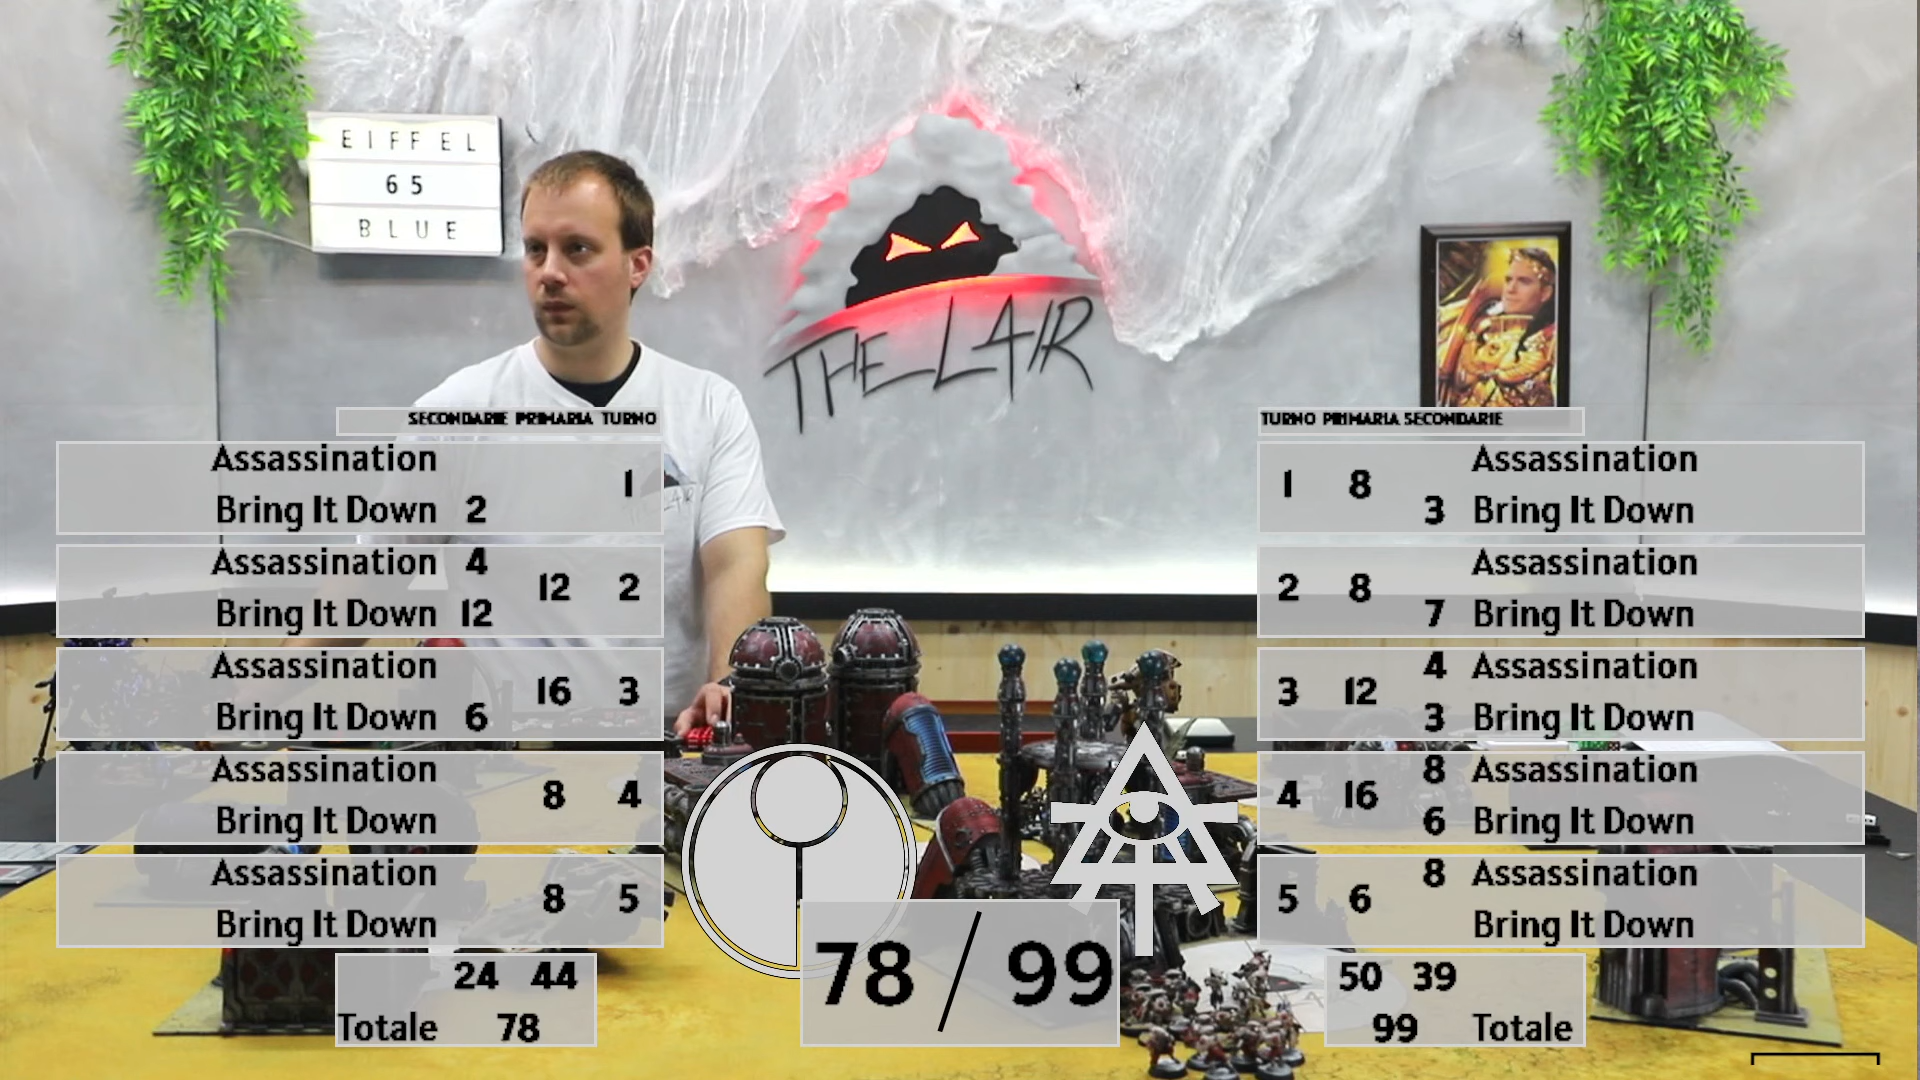 EIFFEL
65
BLUE
THE LAIR
SECONDARIE PRIMARIA TURNO
Assassination
Bring It Down 2
1
Assassination 4
Bring It Down 12
12 2
Assassination
Bring It Down 6
16 3
Assassination
Bring It Down
8 4
Assassination
Bring It Down
8 5
24 44
Totale 78
78 / 99
TURNO PRIMARIA SECONDARIE
1 8
Assassination
3 Bring It Down
2 8
Assassination
7 Bring It Down
3 12
4 Assassination
3 Bring It Down
4 16
8 Assassination
6 Bring It Down
5 6
8 Assassination
Bring It Down
50 39
99 Totale